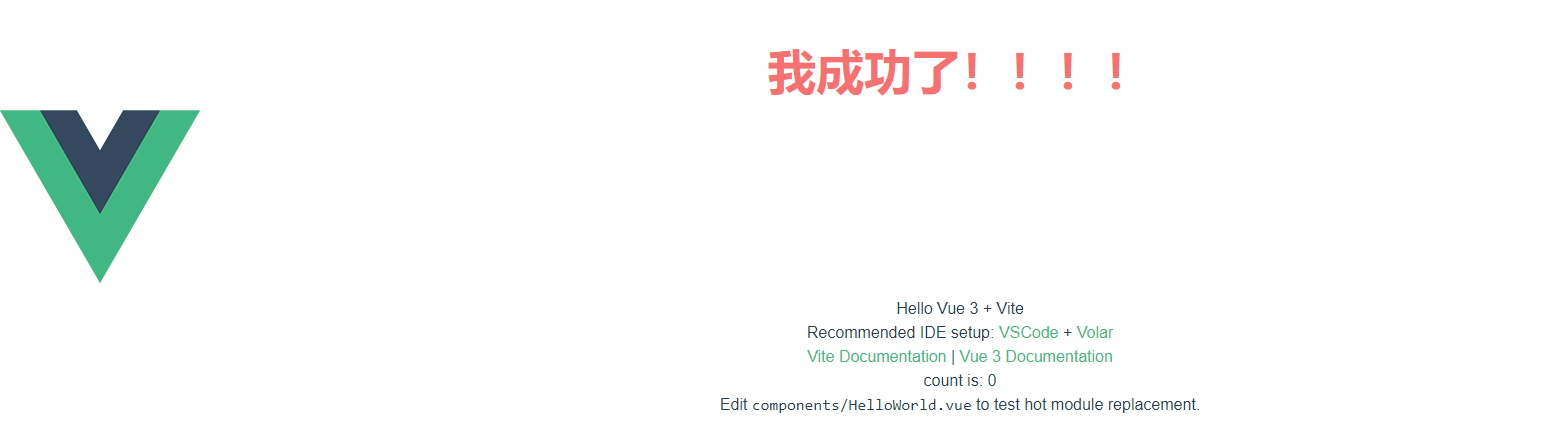 我成功了！！！！
Hello Vue 3 + Vite
Recommended IDE setup: VSCode + Volar
Vite Documentation | Vue 3 Documentation
count is: 0
Edit components/HelloWorld.vue to test hot module replacement.